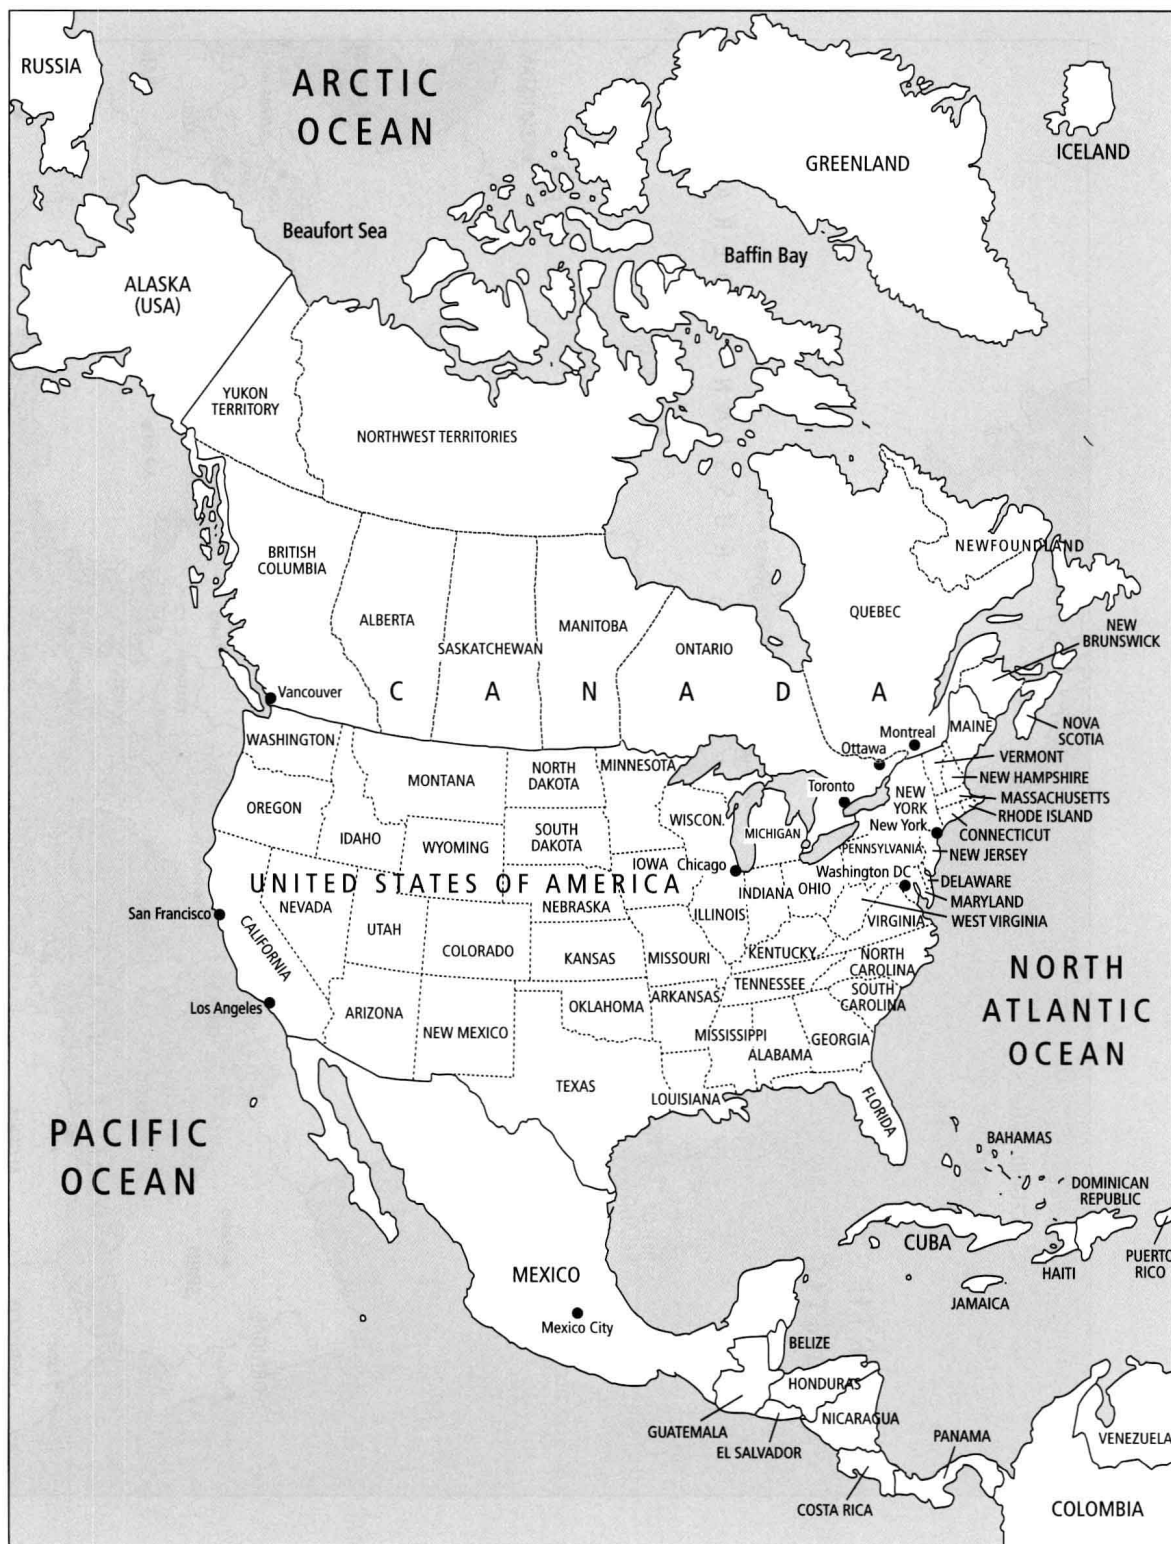 RUSSIA
ARCTIC
OCEAN
GREENLAND
ICELAND
Beaufort Sea
Baffin Bay
ALASKA
(USA)
YUKON
TERRITORY
NORTHWEST TERRITORIES
BRITISH
COLUMBIA
ALBERTA
SASKATCHEWAN
MANITOBA
ONTARIO
QUEBEC
NEWFOUNDLAND
NEW
BRUNSWICK
NOVA
SCOTIA
CANADA
Vancouver
Montreal
Ottawa
Toronto
WASHINGTON
MONTANA
NORTH
DAKOTA
MINNESOTA
MAINE
VERMONT
NEW HAMPSHIRE
MASSACHUSETTS
RHODE ISLAND
CONNECTICUT
NEW JERSEY
DELAWARE
MARYLAND
WEST VIRGINIA
OREGON
IDAHO
WYOMING
SOUTH
DAKOTA
WISCON.
MICHIGAN
NEW
YORK
New York
PENNSYLVANIA
IOWA
Chicago
Washington DC
UNITED STATES OF AMERICA
NEVADA
NEBRASKA
INDIANA
OHIO
ILLINOIS
VIRGINIA
San Francisco
CALIFORNIA
UTAH
COLORADO
KANSAS
MISSOURI
KENTUCKY
NORTH
CAROLINA
Los Angeles
ARIZONA
NEW MEXICO
OKLAHOMA
ARKANSAS
TENNESSEE
SOUTH
CAROLINA
MISSISSIPPI
ALABAMA
GEORGIA
TEXAS
LOUISIANA
FLORIDA
NORTH
ATLANTIC
OCEAN
PACIFIC
OCEAN
BAHAMAS
DOMINICAN
REPUBLIC
CUBA
HAITI
PUERTO
RICO
JAMAICA
MEXICO
Mexico City
BELIZE
HONDURAS
GUATEMALA
EL SALVADOR
NICARAGUA
PANAMA
COSTA RICA
VENEZUELA
COLOMBIA